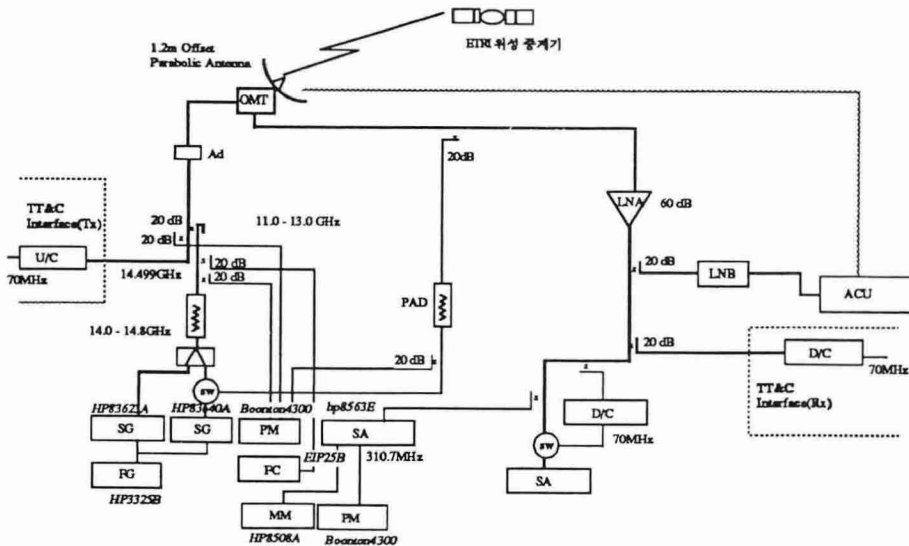 ETRI 위성 중계기
1.2m Offset
Parabolic Antenna
OMT
Ad
20dB
LNA
60 dB
TT&C
Interface(Tx)
20 dB
11.0 - 13.0 GHz
20 dB
U/C
70MHz
14.499GHz
20 dB
20 dB
20 dB
LNB
ACU
PAD
14.0 - 14.8GHz
20 dB
20 dB
D/C
70MHz
TT&C
Interface(Rx)
sw
HP83623A
HP83640A
Boonton4300
hp8563E
SG
SG
PM
SA
310.7MHz
D/C
70MHz
sw
SA
EIP25B
FG
HP3325B
FC
MM
HP8508A
PM
Boonton4300